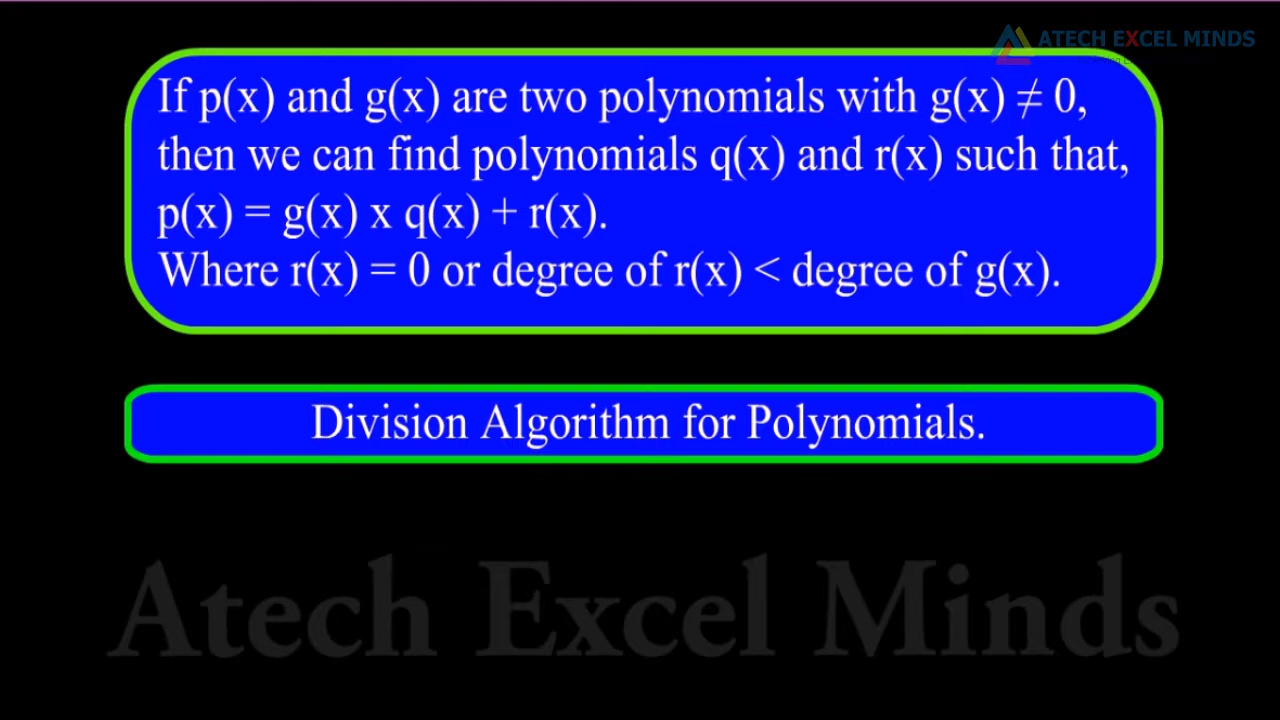 ATECH EXCEL MINDS
If p(x) and g(x) are two polynomials with g(x) ≠ 0,
then we can find polynomials q(x) and r(x) such that,
p(x) = g(x) x q(x) + r(x).
Where r(x) = 0 or degree of r(x) < degree of g(x).
Division Algorithm for Polynomials.
Atech Excel Minds